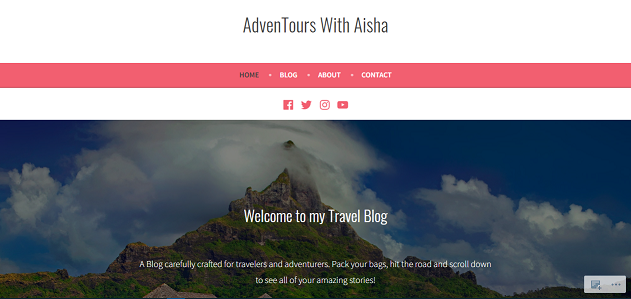 AdvenTours With Aisha
HOME BLOG ABOUT CONTACT
Welcome to my Travel Blog
A Blog carefully crafted for travelers and adventurers. Pack your bags, hit the road and scroll down
to see all of your amazing stories!